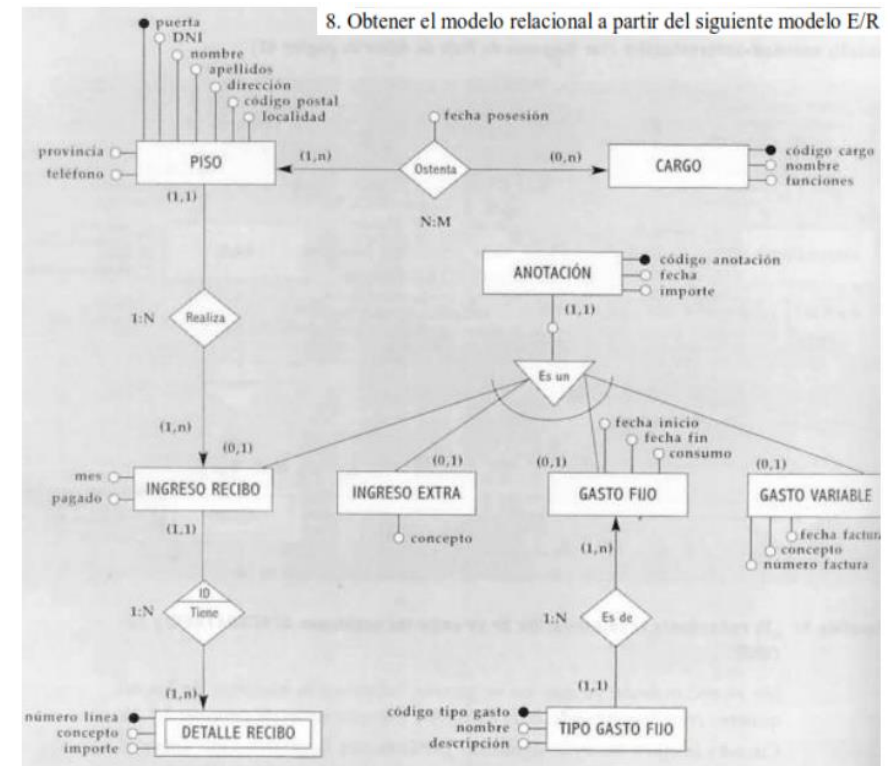 8. Obtener el modelo relacional a partir del siguiente modelo E/R
puerta
DNI
nombre
apellidos
dirección
código postal
localidad
provincia
teléfono
PISO
(1,n)
fecha posesión
Ostenta
N:M
(0,n)
CARGO
código cargo
nombre
funciones
(1,1)
ANOTACIÓN
código anotación
fecha
importe
(1,1)
1:N
Realiza
Es un
(1,n)
(0,1)
mes
pagado
INGRESO RECIBO
(0,1)
INGRESO EXTRA
concepto
fecha inicio
fecha fin
consumo
(0,1)
GASTO FIJO
(0,1)
GASTO VARIABLE
fecha factura
concepto
número factura
(1,1)
ID
1:N
Tiene
(1,n)
1:N
Es de
(1,n)
número línea
concepto
importe
DETALLE RECIBO
(1,1)
código tipo gasto
nombre
descripción
TIPO GASTO FIJO